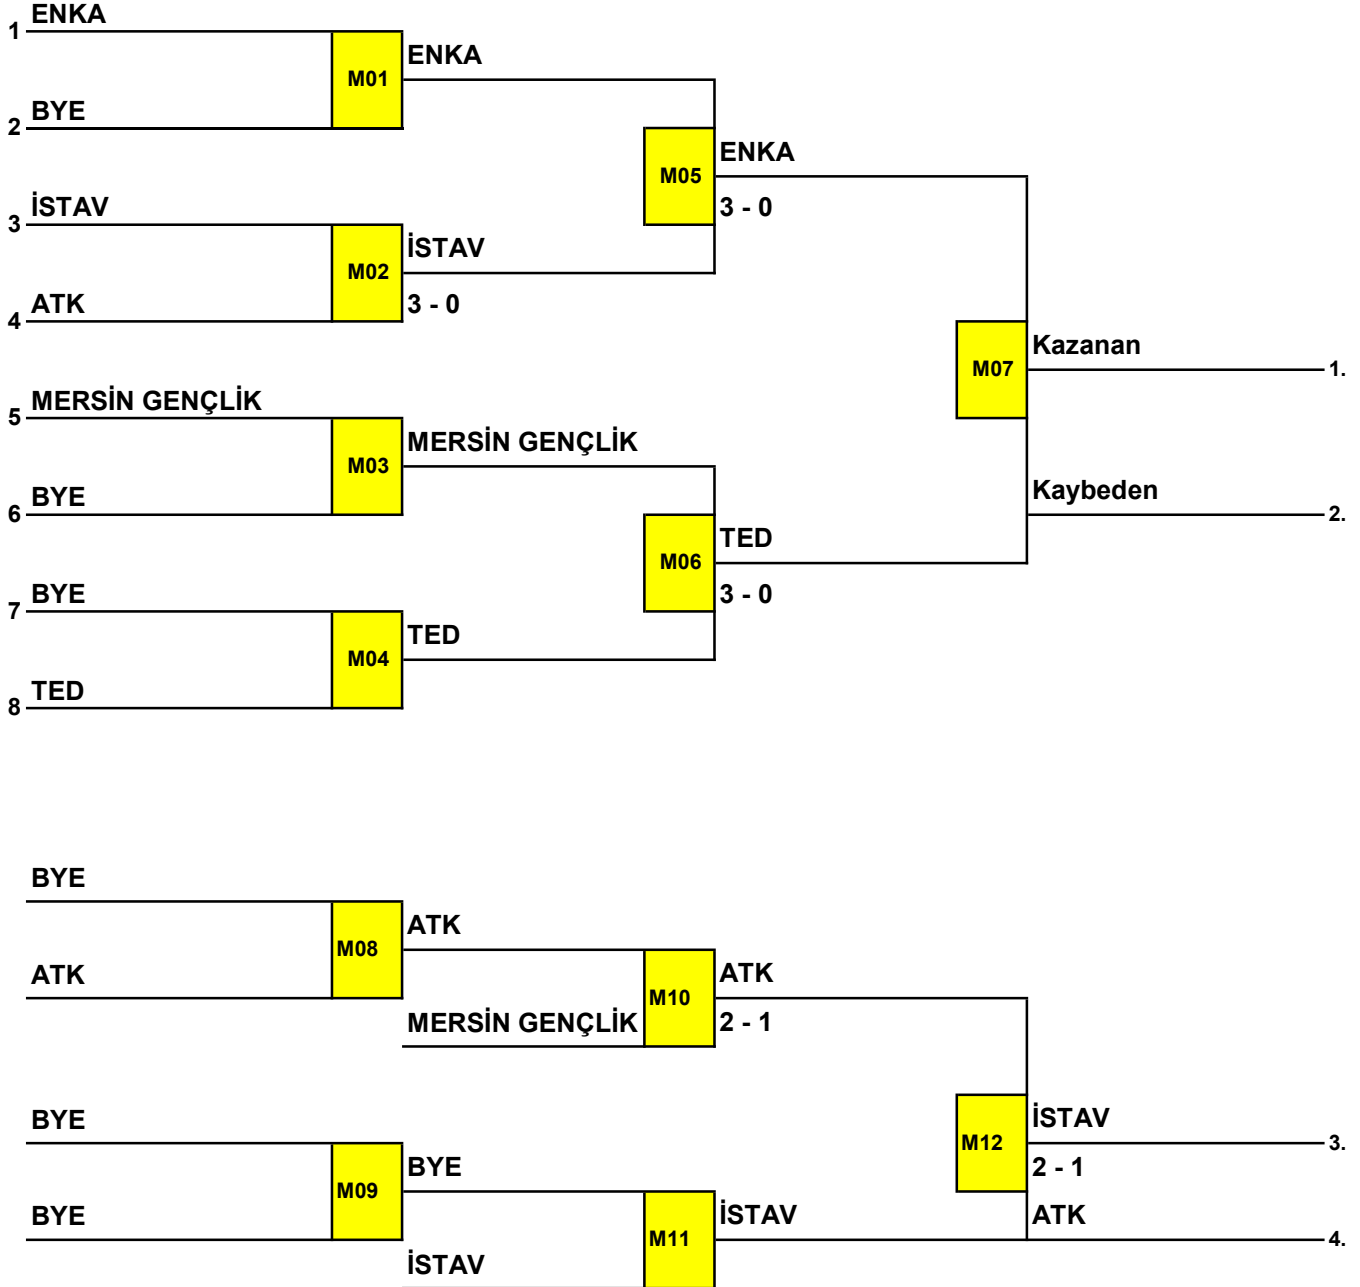 ENKA
1
M01
ENKA
BYE
2
M05
ENKA
3 - 0
İSTAV
3
M02
İSTAV
3 - 0
ATK
4
M07
Kazanan
1.
MERSİN GENÇLİK
5
M03
MERSİN GENÇLİK
BYE
6
Kaybeden
2.
M06
TED
3 - 0
BYE
7
M04
TED
TED
8
BYE
M08
ATK
ATK
M10
ATK
MERSİN GENÇLİK
2 - 1
BYE
M12
İSTAV
3.
2 - 1
M09
BYE
BYE
M11
İSTAV
ATK
4.
İSTAV